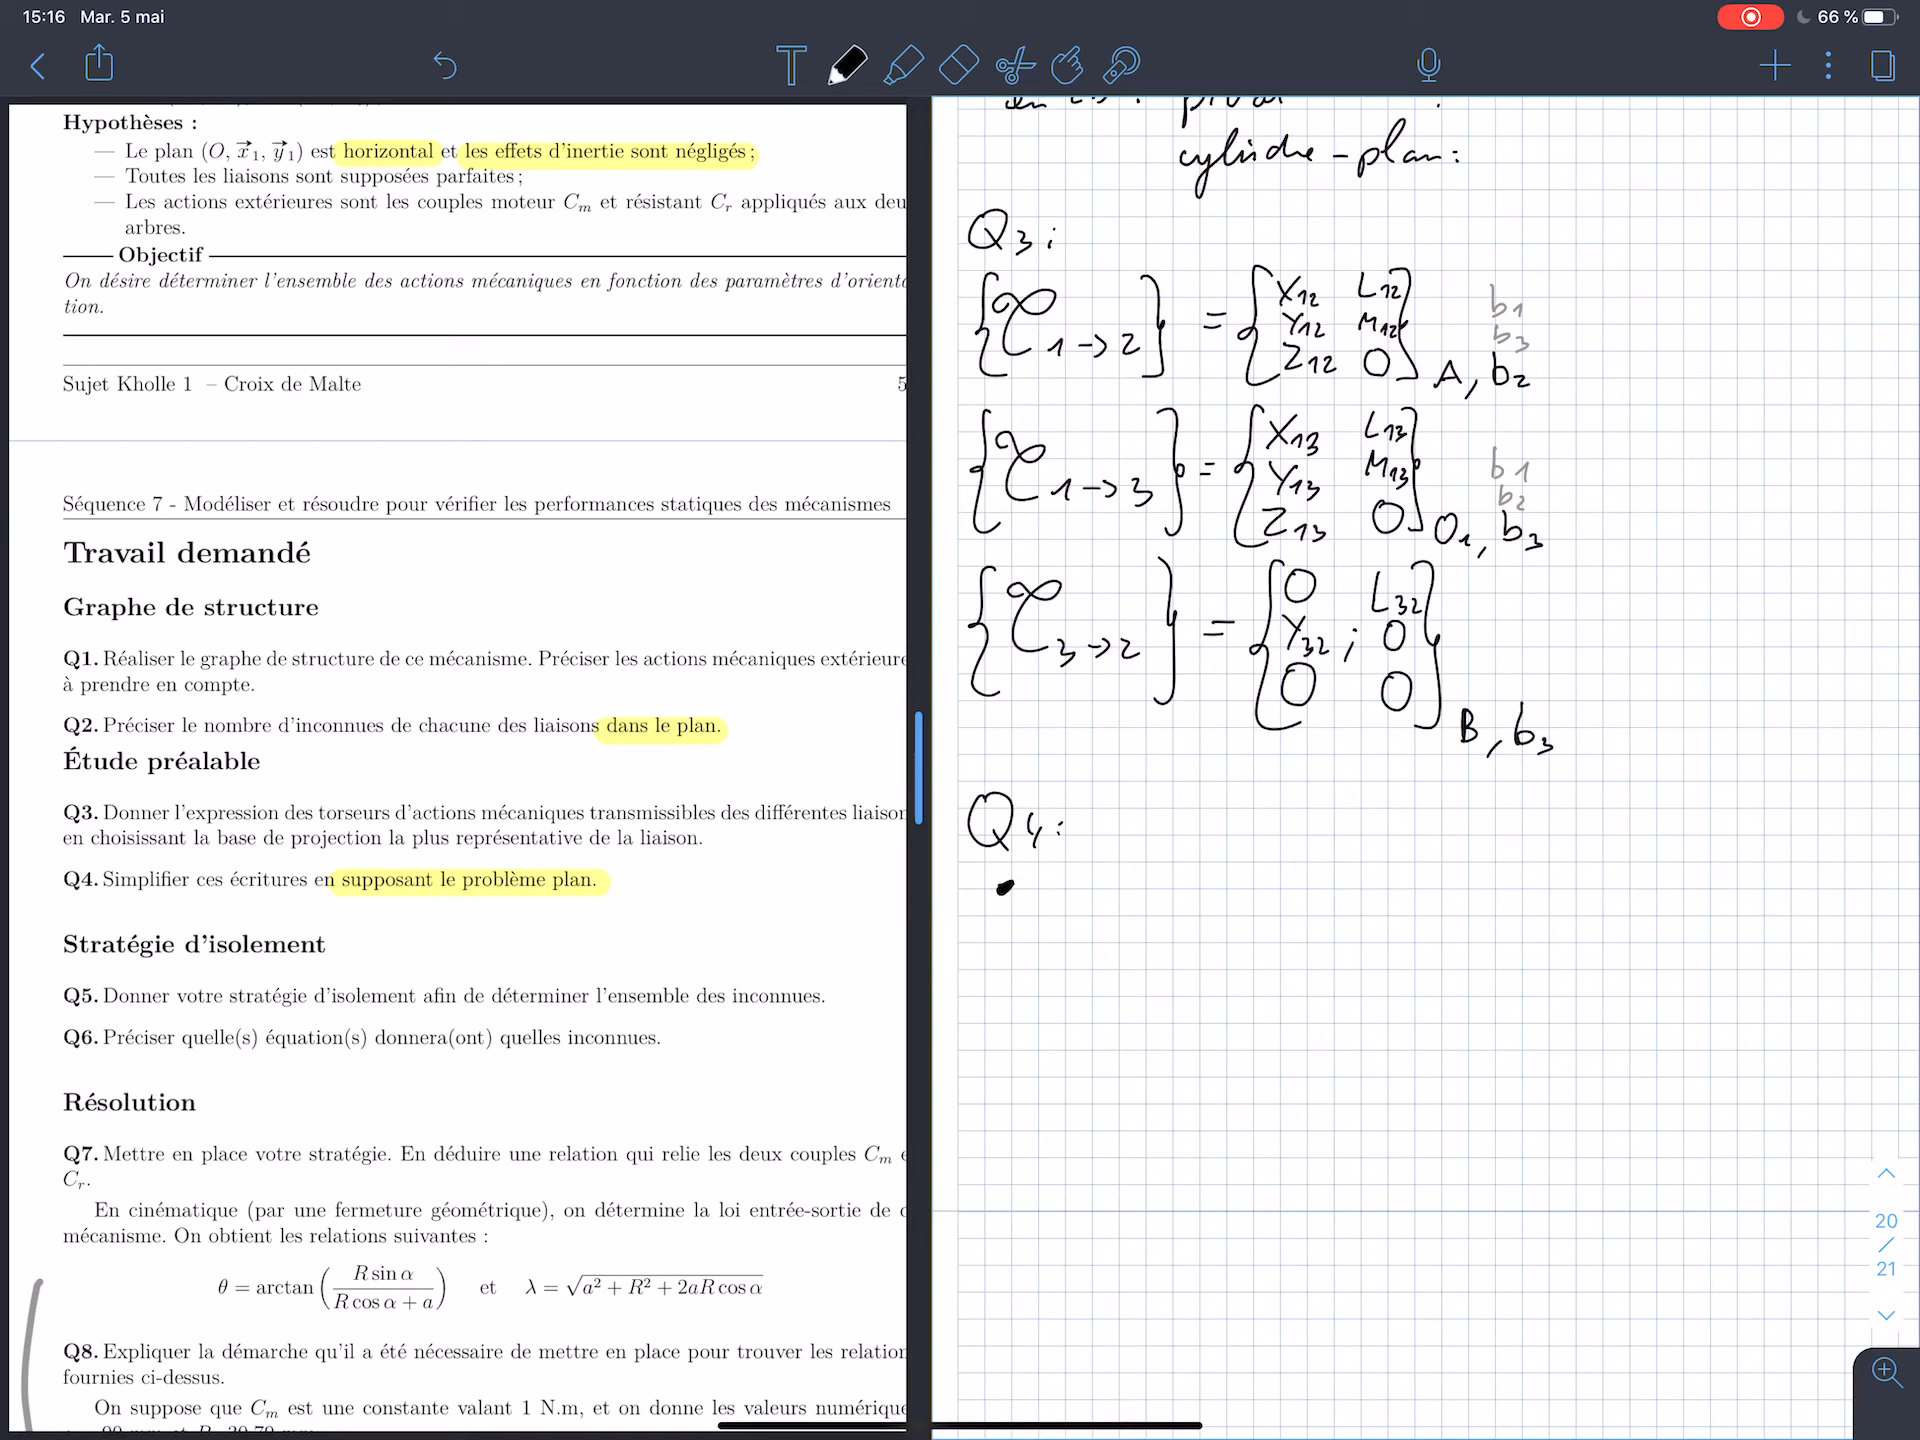 15:16 Mar. 5 mai
66 %
Hypothèses :
— Le plan (O, x⃗₁, y⃗₁) est horizontal et les effets d'inertie sont négligés ;
— Toutes les liaisons sont supposées parfaites ;
— Les actions extérieures sont les couples moteur Cₘ et résistant Cᵣ appliqués aux deu
arbres.
Objectif
On désire déterminer l'ensemble des actions mécaniques en fonction des paramètres d'orient
tion.
Sujet Kholle 1 – Croix de Malte 5
Séquence 7 - Modéliser et résoudre pour vérifier les performances statiques des mécanismes
Travail demandé
Graphe de structure
Q1. Réaliser le graphe de structure de ce mécanisme. Préciser les actions mécaniques extérieure
à prendre en compte.
Q2. Préciser le nombre d'inconnues de chacune des liaisons dans le plan.
Étude préalable
Q3. Donner l'expression des torseurs d'actions mécaniques transmissibles des différentes liaison
en choisissant la base de projection la plus représentative de la liaison.
Q4. Simplifier ces écritures en supposant le problème plan.
Stratégie d'isolement
Q5. Donner votre stratégie d'isolement afin de déterminer l'ensemble des inconnues.
Q6. Préciser quelle(s) équation(s) donnera(ont) quelles inconnues.
Résolution
Q7. Mettre en place votre stratégie. En déduire une relation qui relie les deux couples Cₘ e
Cᵣ.
En cinématique (par une fermeture géométrique), on détermine la loi entrée-sortie de c
mécanisme. On obtient les relations suivantes :
θ = arctan (R sin α / R cos α + a) et λ = √(a² + R² + 2aR cos α)
Q8. Expliquer la démarche qu'il a été nécessaire de mettre en place pour trouver les relation
fournies ci-dessus.
On suppose que Cₘ est une constante valant 1 N.m, et on donne les valeurs numérique
pivot
cylindre - plan :
Q3 :
{ T 1→2 } = { X12 L12
Y12 M12
Z12 0 } A, b2
b1
b3
{ T 1→3 } = { X13 L13
Y13 M13
Z13 0 } O1, b3
b1
b2
{ T 3→2 } = { 0 L32
Y32 ; 0
0 0 } B, b3
Q4 :
20
/
21